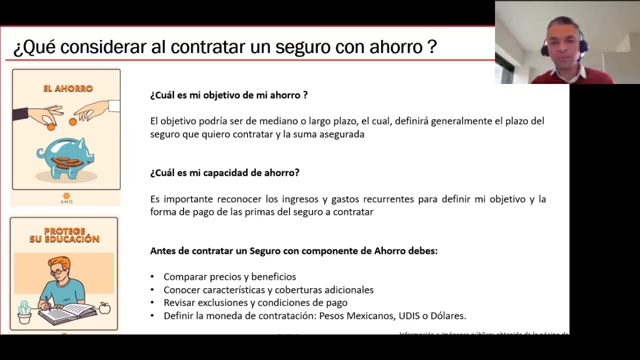 ¿Qué considerar al contratar un seguro con ahorro ?
EL AHORRO
AMIS
PROTEGE
SU EDUCACIÓN
¿Cuál es mi objetivo de mi ahorro ?
El objetivo podría ser de mediano o largo plazo, el cual, definirá generalmente el plazo del
seguro que quiero contratar y la suma asegurada
¿Cuál es mi capacidad de ahorro?
Es importante reconocer los ingresos y gastos recurrentes para definir mi objetivo y la
forma de pago de las primas del seguro a contratar
Antes de contratar un Seguro con componente de Ahorro debes:
• Comparar precios y beneficios
• Conocer características y coberturas adicionales
• Revisar exclusiones y condiciones de pago
• Definir la moneda de contratación: Pesos Mexicanos, UDIS o Dólares.